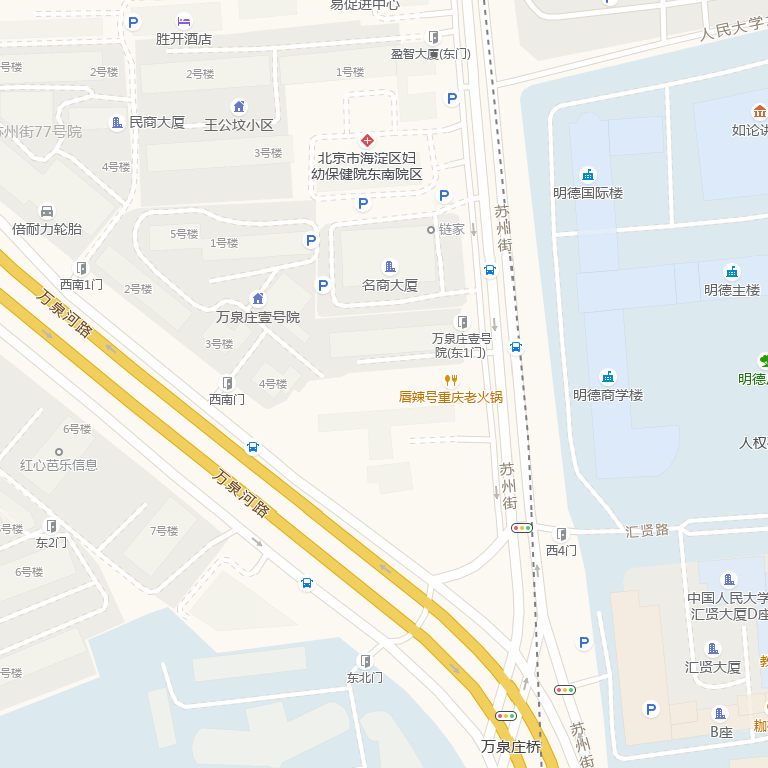 易促进中心
P
胜开酒店
人民大学
盈智大厦(东门)
号楼
2号楼
2号楼
1号楼
P
民商大厦
王公坟小区
苏州街77号院
如论讲
3号楼
北京市海淀区妇
幼保健院东南院区
4号楼
明德国际楼
P
P
苏州街
倍耐力轮胎
5号楼
1号楼
P
链家
西南1门
2号楼
P
名商大厦
明德主楼
万泉河路
万泉庄壹号院
3号楼
万泉庄壹号
院(东1门)
4号楼
明德
西南门
唇辣号重庆老火锅
明德商学楼
6号楼
人权
红心芭乐信息
万泉河路
苏州街
7号楼
号楼
东2门
西4门
汇贤路
6号楼
中国人民大学
汇贤大厦D座
P
号楼
东北门
汇贤大厦
教
P
B座
万泉庄桥
苏州街